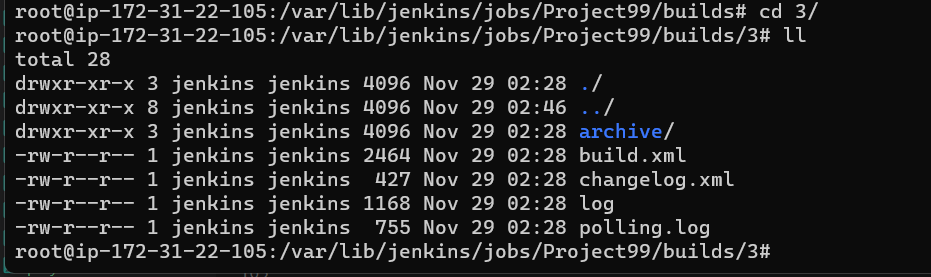 root@ip-172-31-22-105:/var/lib/jenkins/jobs/Project99/builds# cd 3/
root@ip-172-31-22-105:/var/lib/jenkins/jobs/Project99/builds/3# ll
total 28
drwxr-xr-x 3 jenkins jenkins 4096 Nov 29 02:28 ./
drwxr-xr-x 8 jenkins jenkins 4096 Nov 29 02:46 ../
drwxr-xr-x 3 jenkins jenkins 4096 Nov 29 02:28 archive/
-rw-r--r-- 1 jenkins jenkins 2464 Nov 29 02:28 build.xml
-rw-r--r-- 1 jenkins jenkins  427 Nov 29 02:28 changelog.xml
-rw-r--r-- 1 jenkins jenkins 1168 Nov 29 02:28 log
-rw-r--r-- 1 jenkins jenkins  755 Nov 29 02:28 polling.log
root@ip-172-31-22-105:/var/lib/jenkins/jobs/Project99/builds/3#